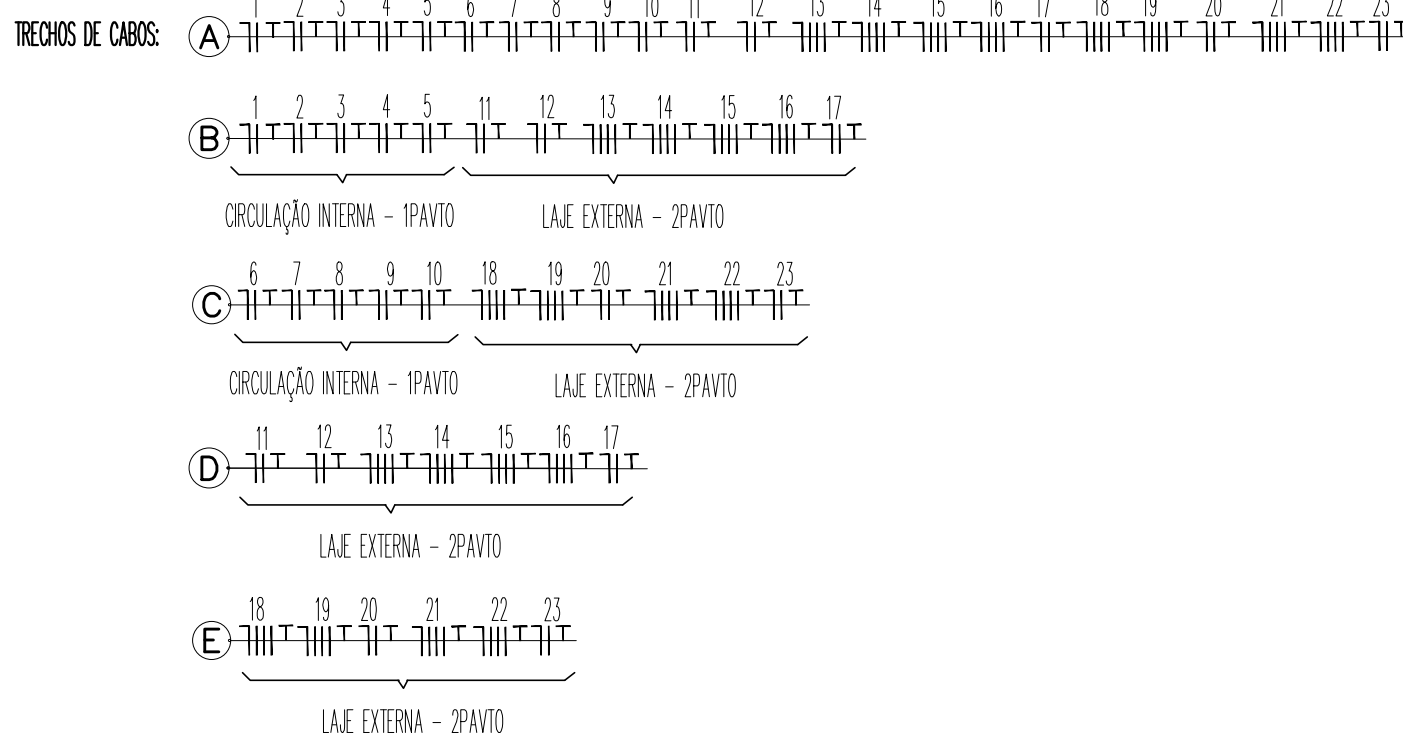 1 2 3 4 5 6 7 8 9 10 11 12 13 14 15 16 17 18 19 20 21 22 23
TRECHOS DE CABOS: A
1 2 3 4 5 11 12 13 14 15 16 17
B
CIRCULAÇÃO INTERNA - 1PAVTO LAJE EXTERNA - 2PAVTO
6 7 8 9 10 18 19 20 21 22 23
C
CIRCULAÇÃO INTERNA - 1PAVTO LAJE EXTERNA - 2PAVTO
11 12 13 14 15 16 17
D
LAJE EXTERNA - 2PAVTO
18 19 20 21 22 23
E
LAJE EXTERNA - 2PAVTO